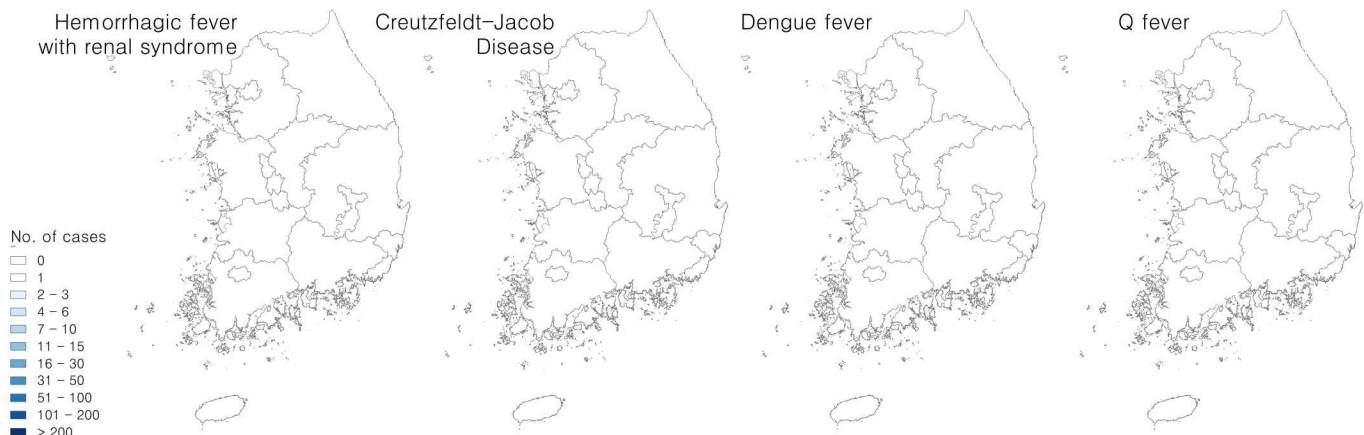 Hemorrhagic fever
with renal syndrome
Creutzfeldt-Jacob
Disease
Dengue fever
Q fever
No. of cases
0
1
2 - 3
4 - 6
7 - 10
11 - 15
16 - 30
31 - 50
51 - 100
101 - 200
> 200